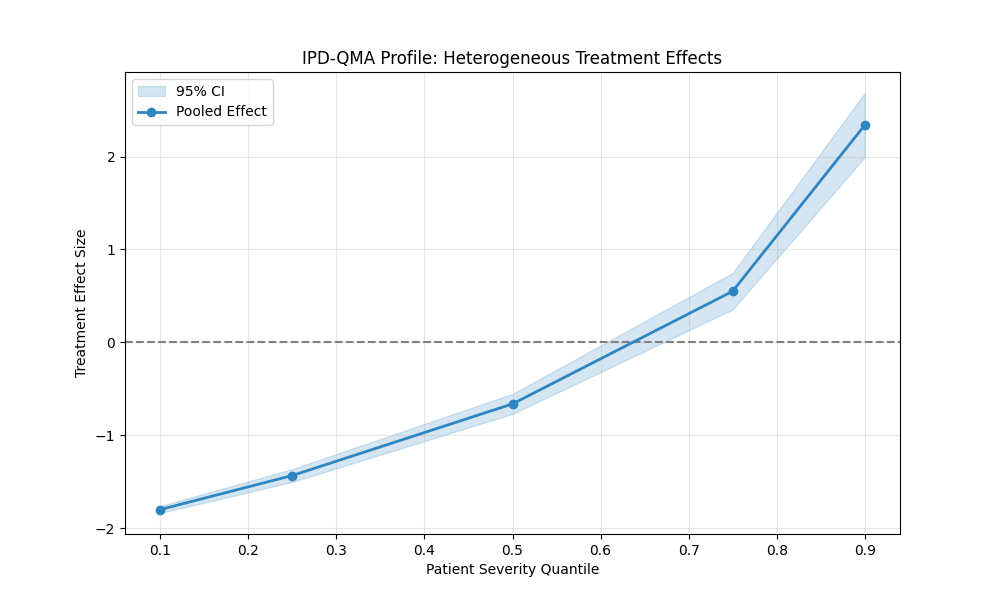 IPD-QMA Profile: Heterogeneous Treatment Effects
95% CI
Pooled Effect
Treatment Effect Size
2
1
0
−1
−2
0.1 0.2 0.3 0.4 0.5 0.6 0.7 0.8 0.9
Patient Severity Quantile